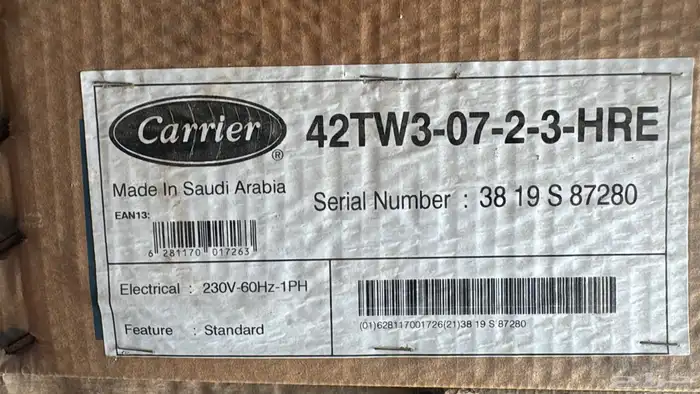 Carrier
®
42TW3-07-2-3-HRE
Made In Saudi Arabia
Serial Number : 38 19 S 87280
EAN13:
6 281170 017263
Electrical : 230V-60Hz-1PH
Feature : Standard
(01)628117001726(21)38 19 S 87280